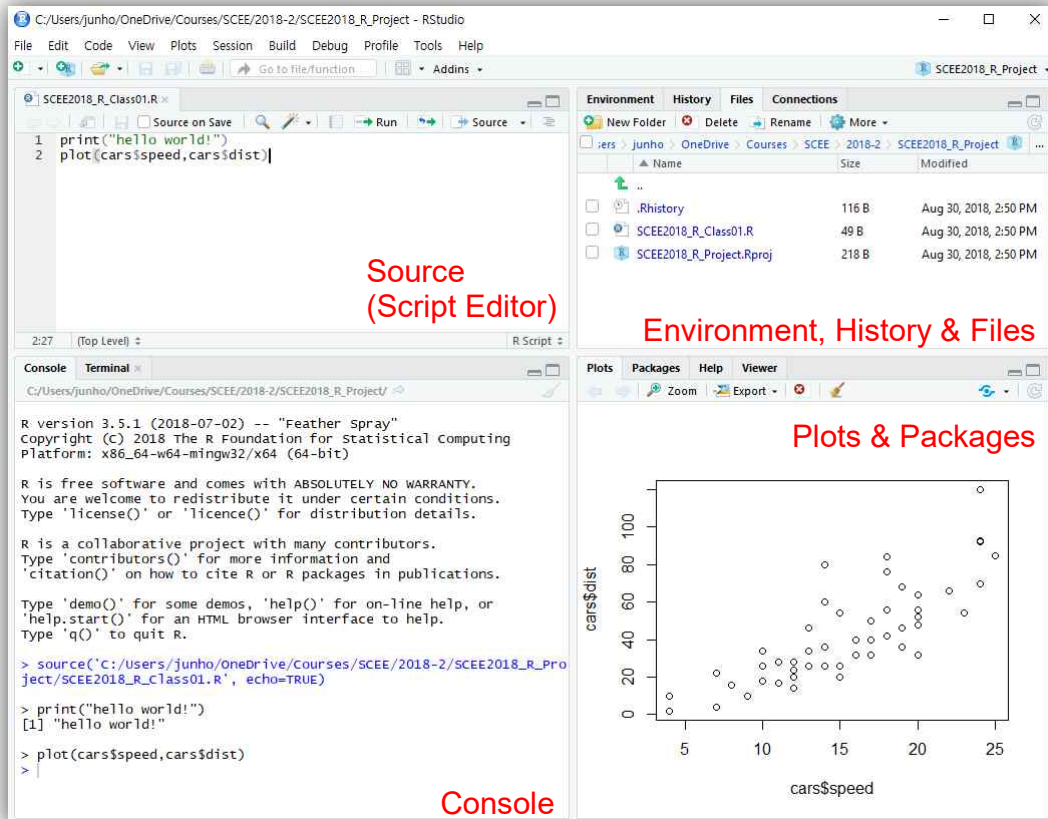 C:/Users/junho/OneDrive/Courses/SCEE/2018-2/SCEE2018_R_Project - RStudio
File Edit Code View Plots Session Build Debug Profile Tools Help
Go to file/function Addins SCEE2018_R_Project
SCEE2018_R_Class01.R
Source on Save Run Source
1 print("hello world!")
2 plot(cars$speed,cars$dist)
Source
(Script Editor)
2:27 (Top Level) R Script
Environment History Files Connections
New Folder Delete Rename More
sers junho OneDrive Courses SCEE 2018-2 SCEE2018_R_Project ...
Name Size Modified
..
.Rhistory 116 B Aug 30, 2018, 2:50 PM
SCEE2018_R_Class01.R 49 B Aug 30, 2018, 2:50 PM
SCEE2018_R_Project.Rproj 218 B Aug 30, 2018, 2:50 PM
Environment, History & Files
Console Terminal
C:/Users/junho/OneDrive/Courses/SCEE/2018-2/SCEE2018_R_Project/
R version 3.5.1 (2018-07-02) -- "Feather Spray"
Copyright (C) 2018 The R Foundation for Statistical Computing
Platform: x86_64-w64-mingw32/x64 (64-bit)
R is free software and comes with ABSOLUTELY NO WARRANTY.
You are welcome to redistribute it under certain conditions.
Type 'license()' or 'licence()' for distribution details.
R is a collaborative project with many contributors.
Type 'contributors()' for more information and
'citation()' on how to cite R or R packages in publications.
Type 'demo()' for some demos, 'help()' for on-line help, or
'help.start()' for an HTML browser interface to help.
Type 'q()' to quit R.
> source('C:/Users/junho/OneDrive/Courses/SCEE/2018-2/SCEE2018_R_Pro
ject/SCEE2018_R_Class01.R', echo=TRUE)
> print("hello world!")
[1] "hello world!"
> plot(cars$speed,cars$dist)
>
Console
Plots Packages Help Viewer
Zoom Export
Plots & Packages
cars$dist
100
80
60
40
20
0
5 10 15 20 25
cars$speed